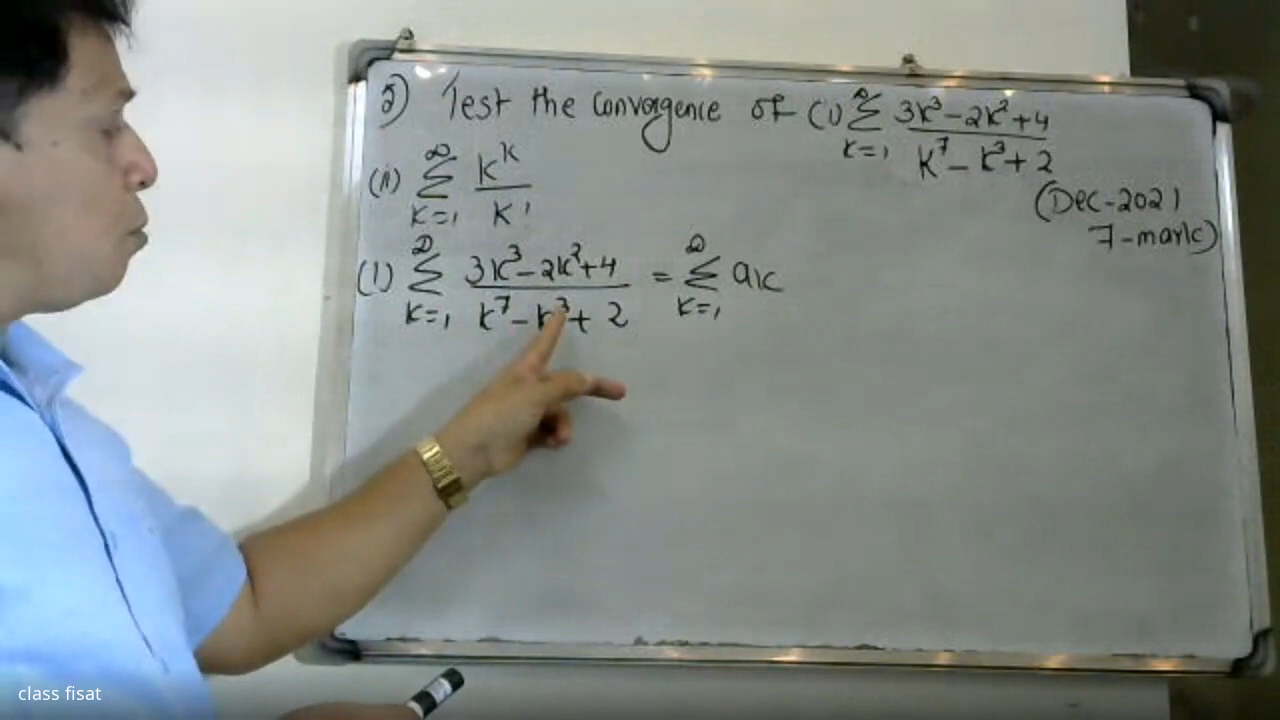 2) Test the convergence of (i) ∞∑k=1 3k³-2k²+4 / k⁷-k³+2
(Dec-2021
7-mark)
(ii) ∞∑k=1 k^k / k!
(i) ∞∑k=1 3k³-2k²+4 / k⁷-k³+2 = ∞∑k=1 ak
class fisat